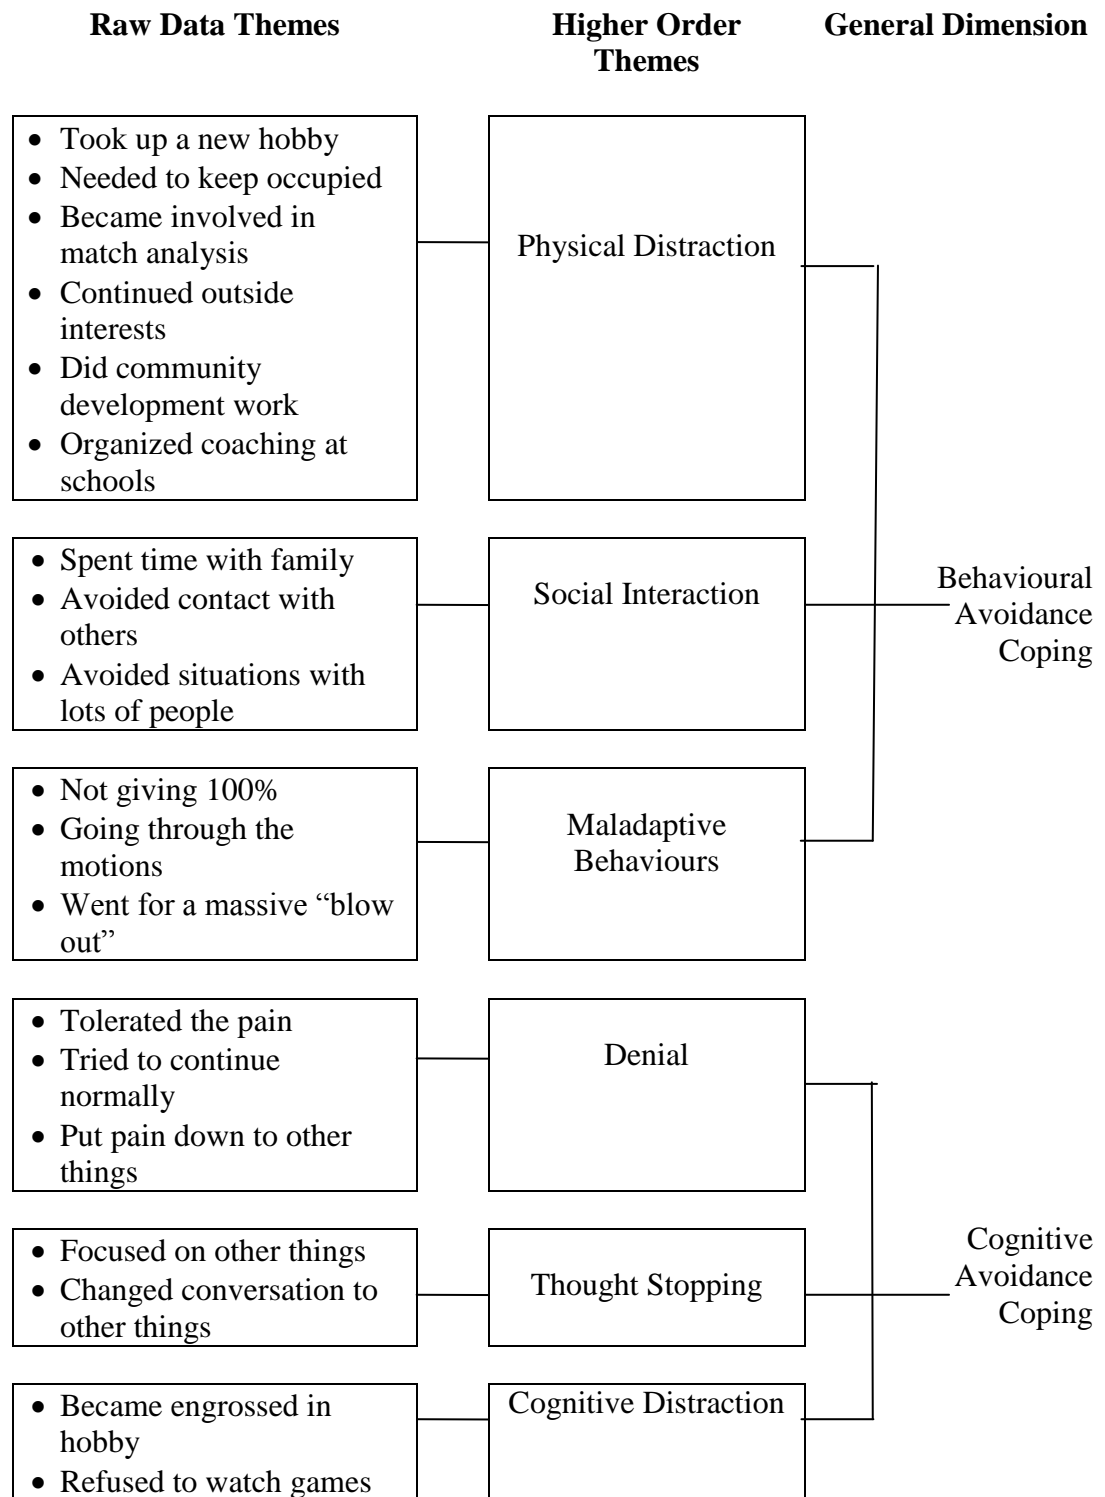 Raw Data Themes
Higher Order
Themes
General Dimension
• Took up a new hobby
• Needed to keep occupied
• Became involved in
match analysis
• Continued outside
interests
• Did community
development work
• Organized coaching at
schools
Physical Distraction
• Spent time with family
• Avoided contact with
others
• Avoided situations with
lots of people
Social Interaction
Behavioural
Avoidance
Coping
• Not giving 100%
• Going through the
motions
• Went for a massive “blow
out”
Maladaptive
Behaviours
• Tolerated the pain
• Tried to continue
normally
• Put pain down to other
things
Denial
• Focused on other things
• Changed conversation to
other things
Thought Stopping
Cognitive
Avoidance
Coping
• Became engrossed in
hobby
• Refused to watch games
Cognitive Distraction